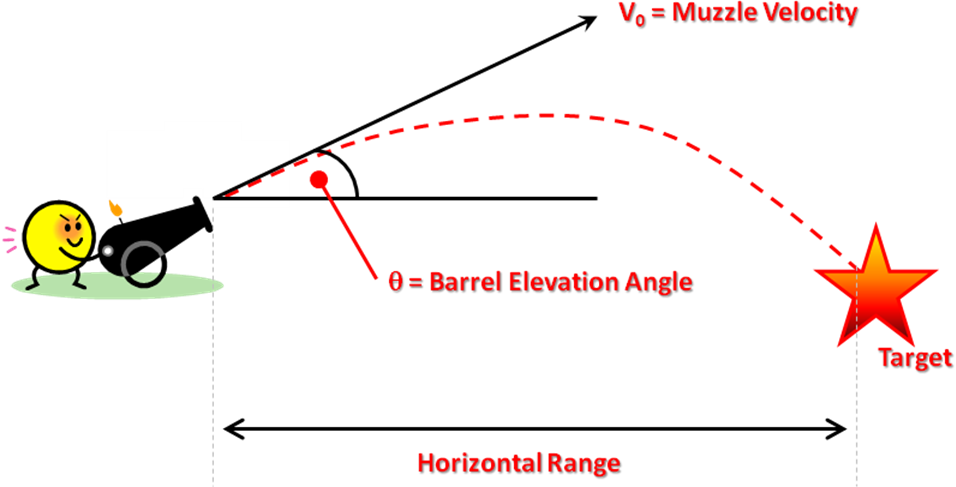 V₀ = Muzzle Velocity
θ = Barrel Elevation Angle
Target
Horizontal Range